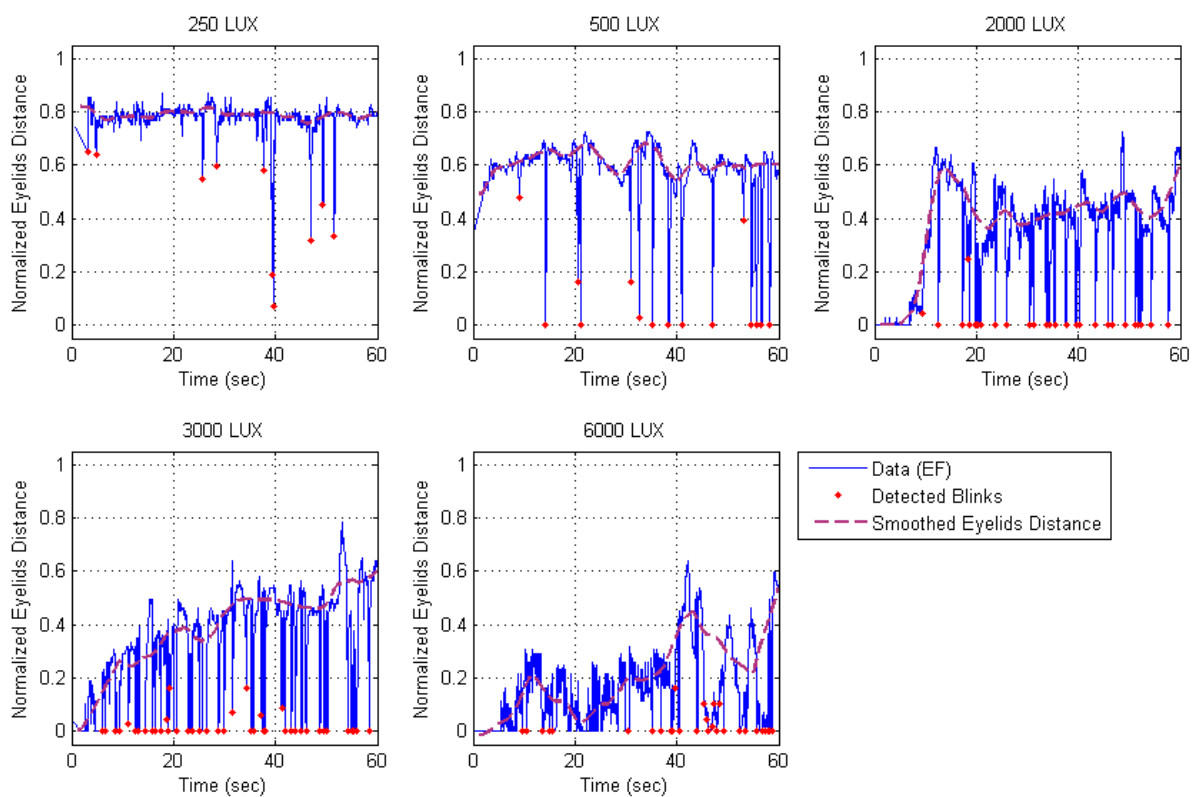 250 LUX
Normalized Eyelids Distance
1
0.8
0.6
0.4
0.2
0
0 20 40 60
Time (sec)
500 LUX
Normalized Eyelids Distance
1
0.8
0.6
0.4
0.2
0
0 20 40 60
Time (sec)
2000 LUX
Normalized Eyelids Distance
1
0.8
0.6
0.4
0.2
0
0 20 40 60
Time (sec)
3000 LUX
Normalized Eyelids Distance
1
0.8
0.6
0.4
0.2
0
0 20 40 60
Time (sec)
6000 LUX
Normalized Eyelids Distance
1
0.8
0.6
0.4
0.2
0
0 20 40 60
Time (sec)
Data (EF)
Detected Blinks
Smoothed Eyelids Distance